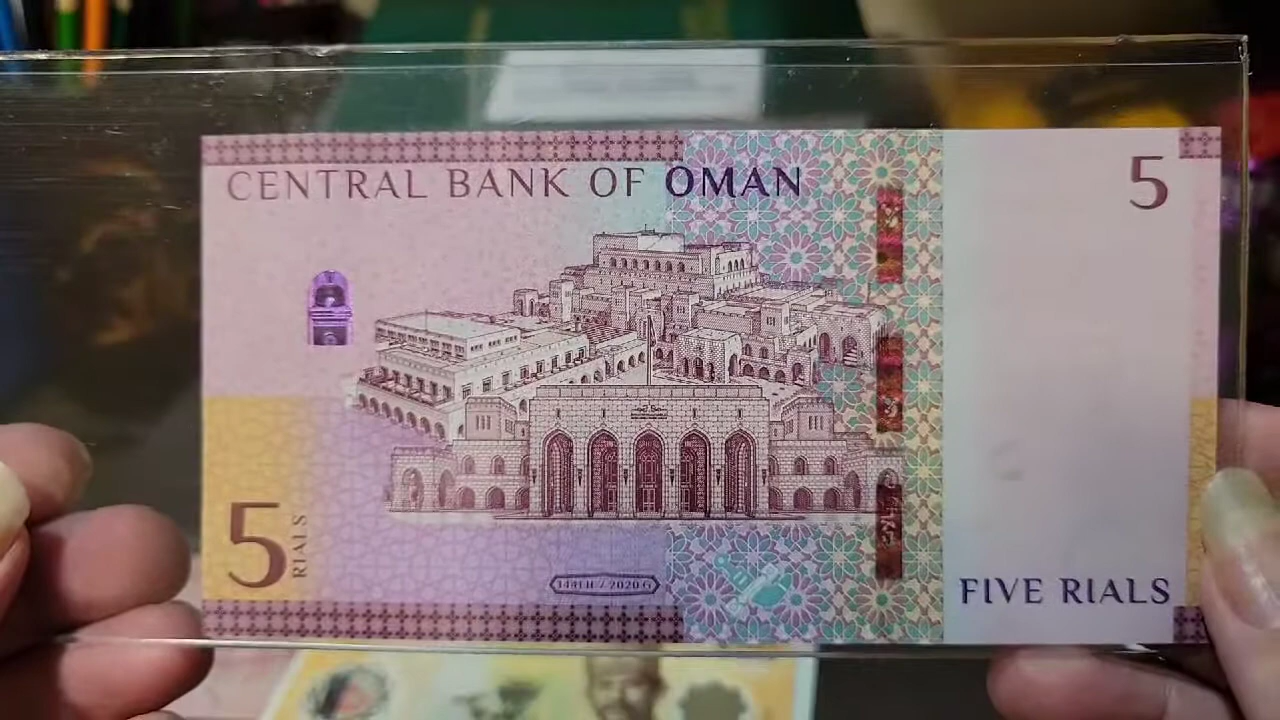 CENTRAL BANK OF OMAN
5
5
RIALS
1441 H / 2020 G
FIVE RIALS